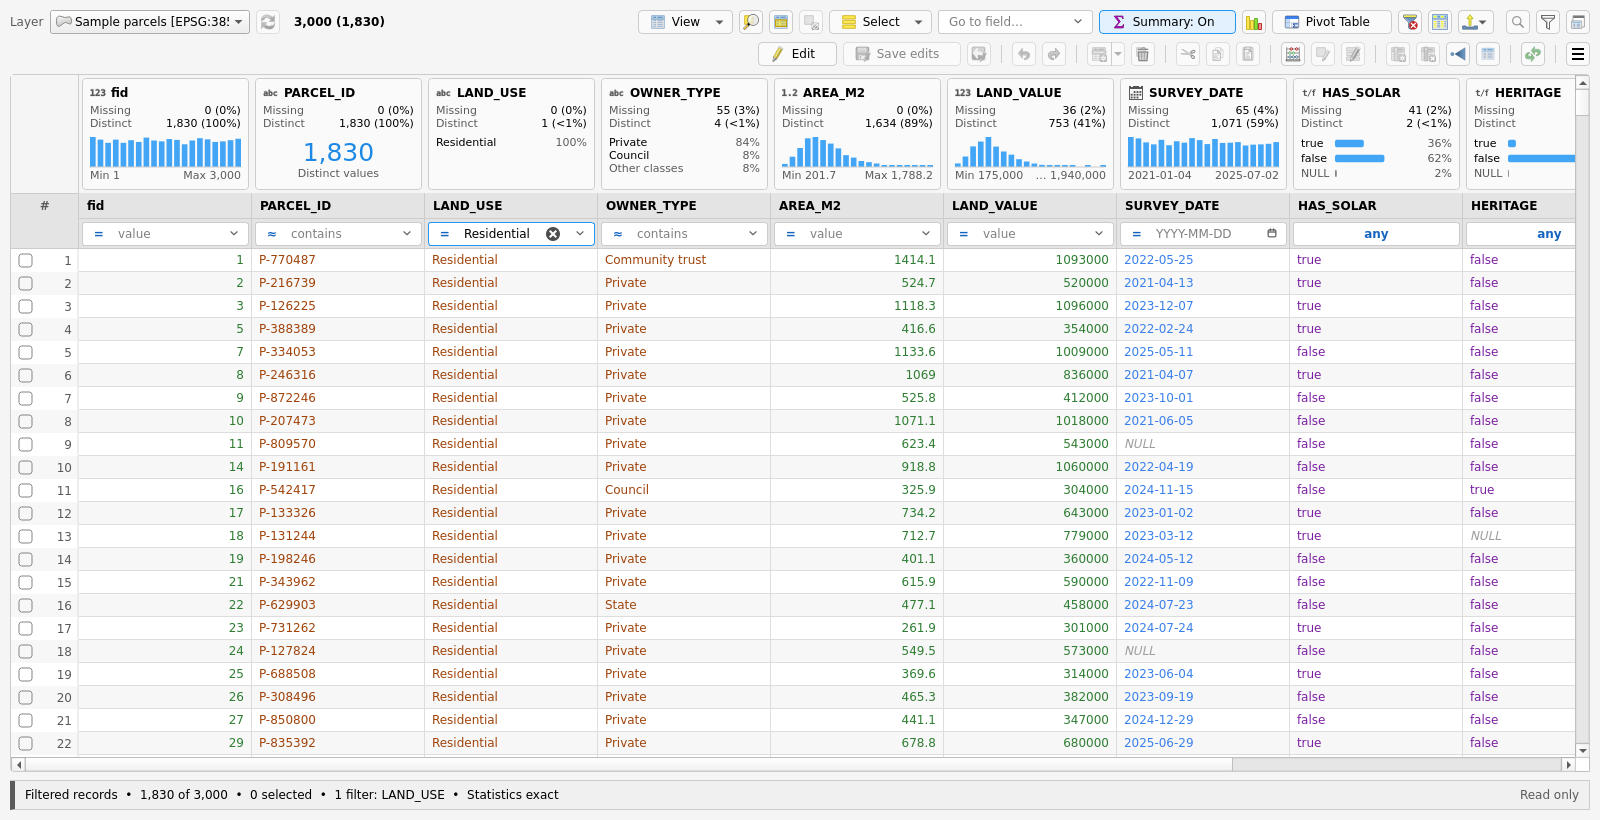 Layer Sample parcels [EPSG:38 3,000 (1,830) View Select Go to field... Σ Summary: On Pivot Table
Edit Save edits
123 fid
Missing 0 (0%)
Distinct 1,830 (100%)
Min 1 Max 3,000
abc PARCEL_ID
Missing 0 (0%)
Distinct 1,830 (100%)
1,830
Distinct values
abc LAND_USE
Missing 0 (0%)
Distinct 1 (<1%)
Residential 100%
abc OWNER_TYPE
Missing 55 (3%)
Distinct 4 (<1%)
Private 84%
Council 8%
Other classes 8%
1.2 AREA_M2
Missing 0 (0%)
Distinct 1,634 (89%)
Min 201.7 Max 1,788.2
123 LAND_VALUE
Missing 36 (2%)
Distinct 753 (41%)
Min 175,000 ... 1,940,000
SURVEY_DATE
Missing 65 (4%)
Distinct 1,071 (59%)
2021-01-04 2025-07-02
t/f HAS_SOLAR
Missing 41 (2%)
Distinct 2 (<1%)
true 36%
false 62%
NULL 2%
t/f HERITAGE
Missing
Distinct
true
false
NULL
# fid PARCEL_ID LAND_USE OWNER_TYPE AREA_M2 LAND_VALUE SURVEY_DATE HAS_SOLAR HERITAGE
= value ≈ contains = Residential ≈ contains = value = value = YYYY-MM-DD any any
1 1 P-770487 Residential Community trust 1414.1 1093000 2022-05-25 true false
2 2 P-216739 Residential Private 524.7 520000 2021-04-13 true false
3 3 P-126225 Residential Private 1118.3 1096000 2023-12-07 true false
4 5 P-388389 Residential Private 416.6 354000 2022-02-24 true false
5 7 P-334053 Residential Private 1133.6 1009000 2025-05-11 false false
6 8 P-246316 Residential Private 1069 836000 2021-04-07 true false
7 9 P-872246 Residential Private 525.8 412000 2023-10-01 false false
8 10 P-207473 Residential Private 1071.1 1018000 2021-06-05 false false
9 11 P-809570 Residential Private 623.4 543000 NULL false false
10 14 P-191161 Residential Private 918.8 1060000 2022-04-19 false false
11 16 P-542417 Residential Council 325.9 304000 2024-11-15 false true
12 17 P-133326 Residential Private 734.2 643000 2023-01-02 true false
13 18 P-131244 Residential Private 712.7 779000 2023-03-12 true NULL
14 19 P-198246 Residential Private 401.1 360000 2024-05-12 false false
15 21 P-343962 Residential Private 615.9 590000 2022-11-09 false false
16 22 P-629903 Residential State 477.1 458000 2024-07-23 false false
17 23 P-731262 Residential Private 261.9 301000 2024-07-24 true false
18 24 P-127824 Residential Private 549.5 573000 NULL false false
19 25 P-688508 Residential Private 369.6 314000 2023-06-04 true false
20 26 P-308496 Residential Private 465.3 382000 2023-09-19 false false
21 27 P-850800 Residential Private 441.1 347000 2024-12-29 false false
22 29 P-835392 Residential Private 678.8 680000 2025-06-29 true false
Filtered records • 1,830 of 3,000 • 0 selected • 1 filter: LAND_USE • Statistics exact Read only